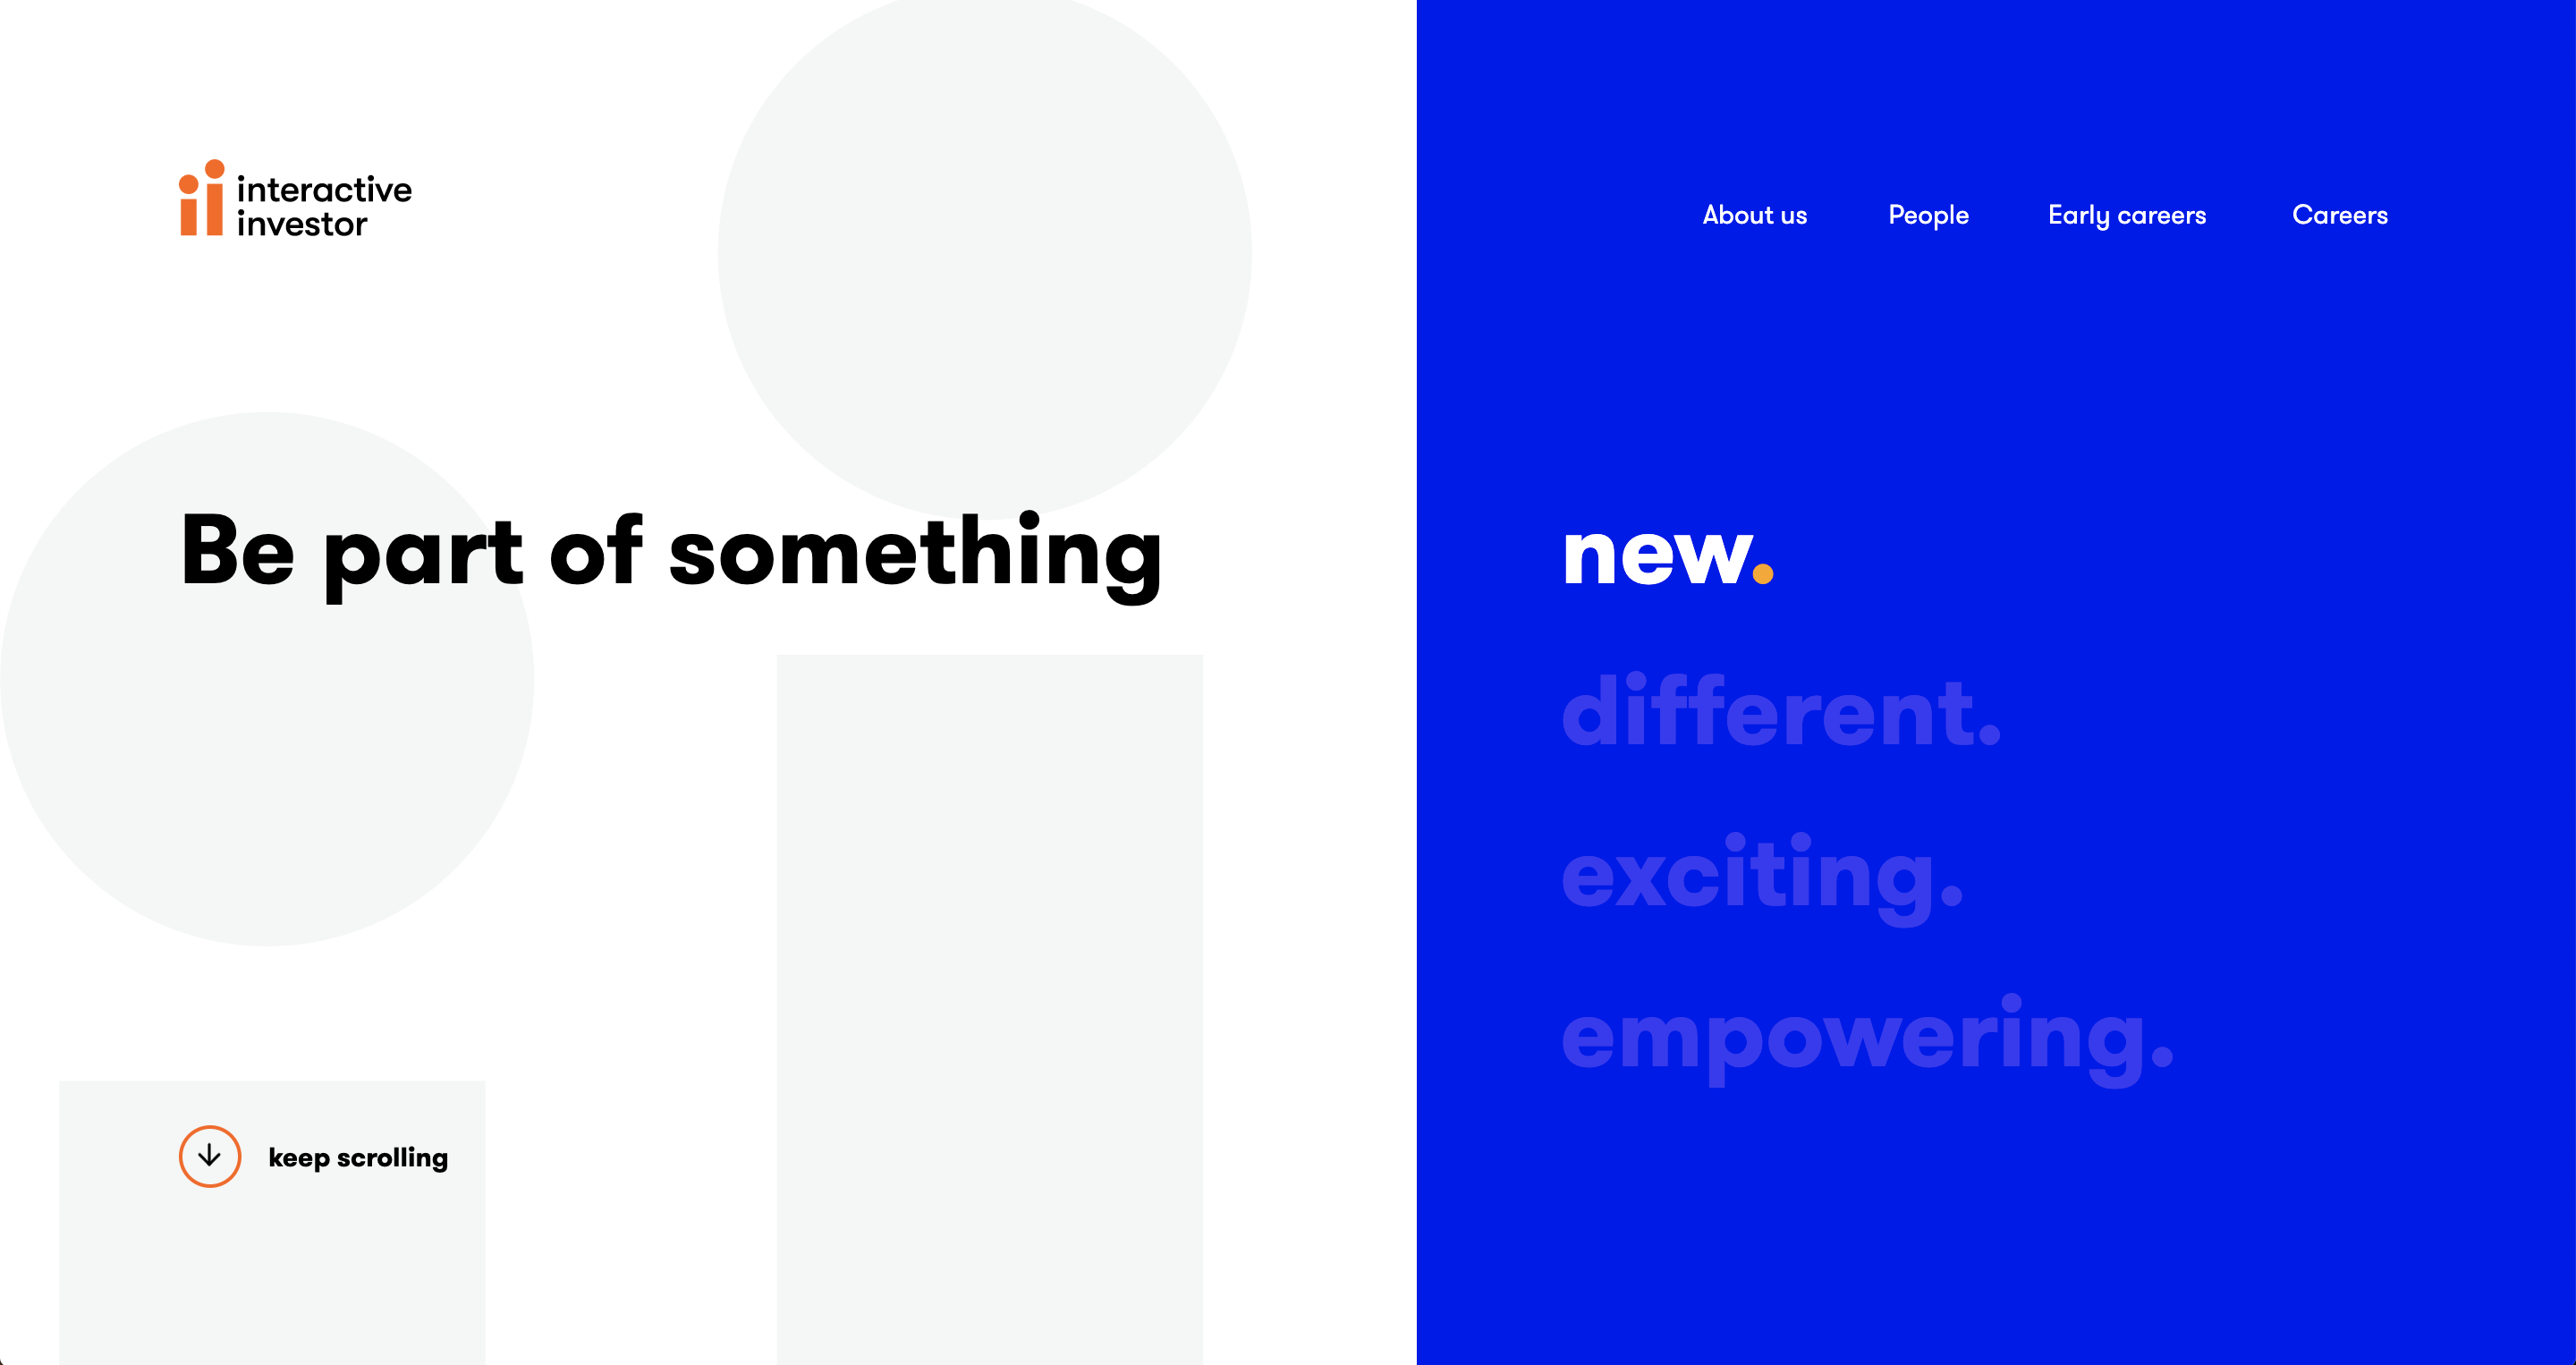 interactive
investor
About us
People
Early careers
Careers
Be part of something
new.
different.
exciting.
empowering.
keep scrolling